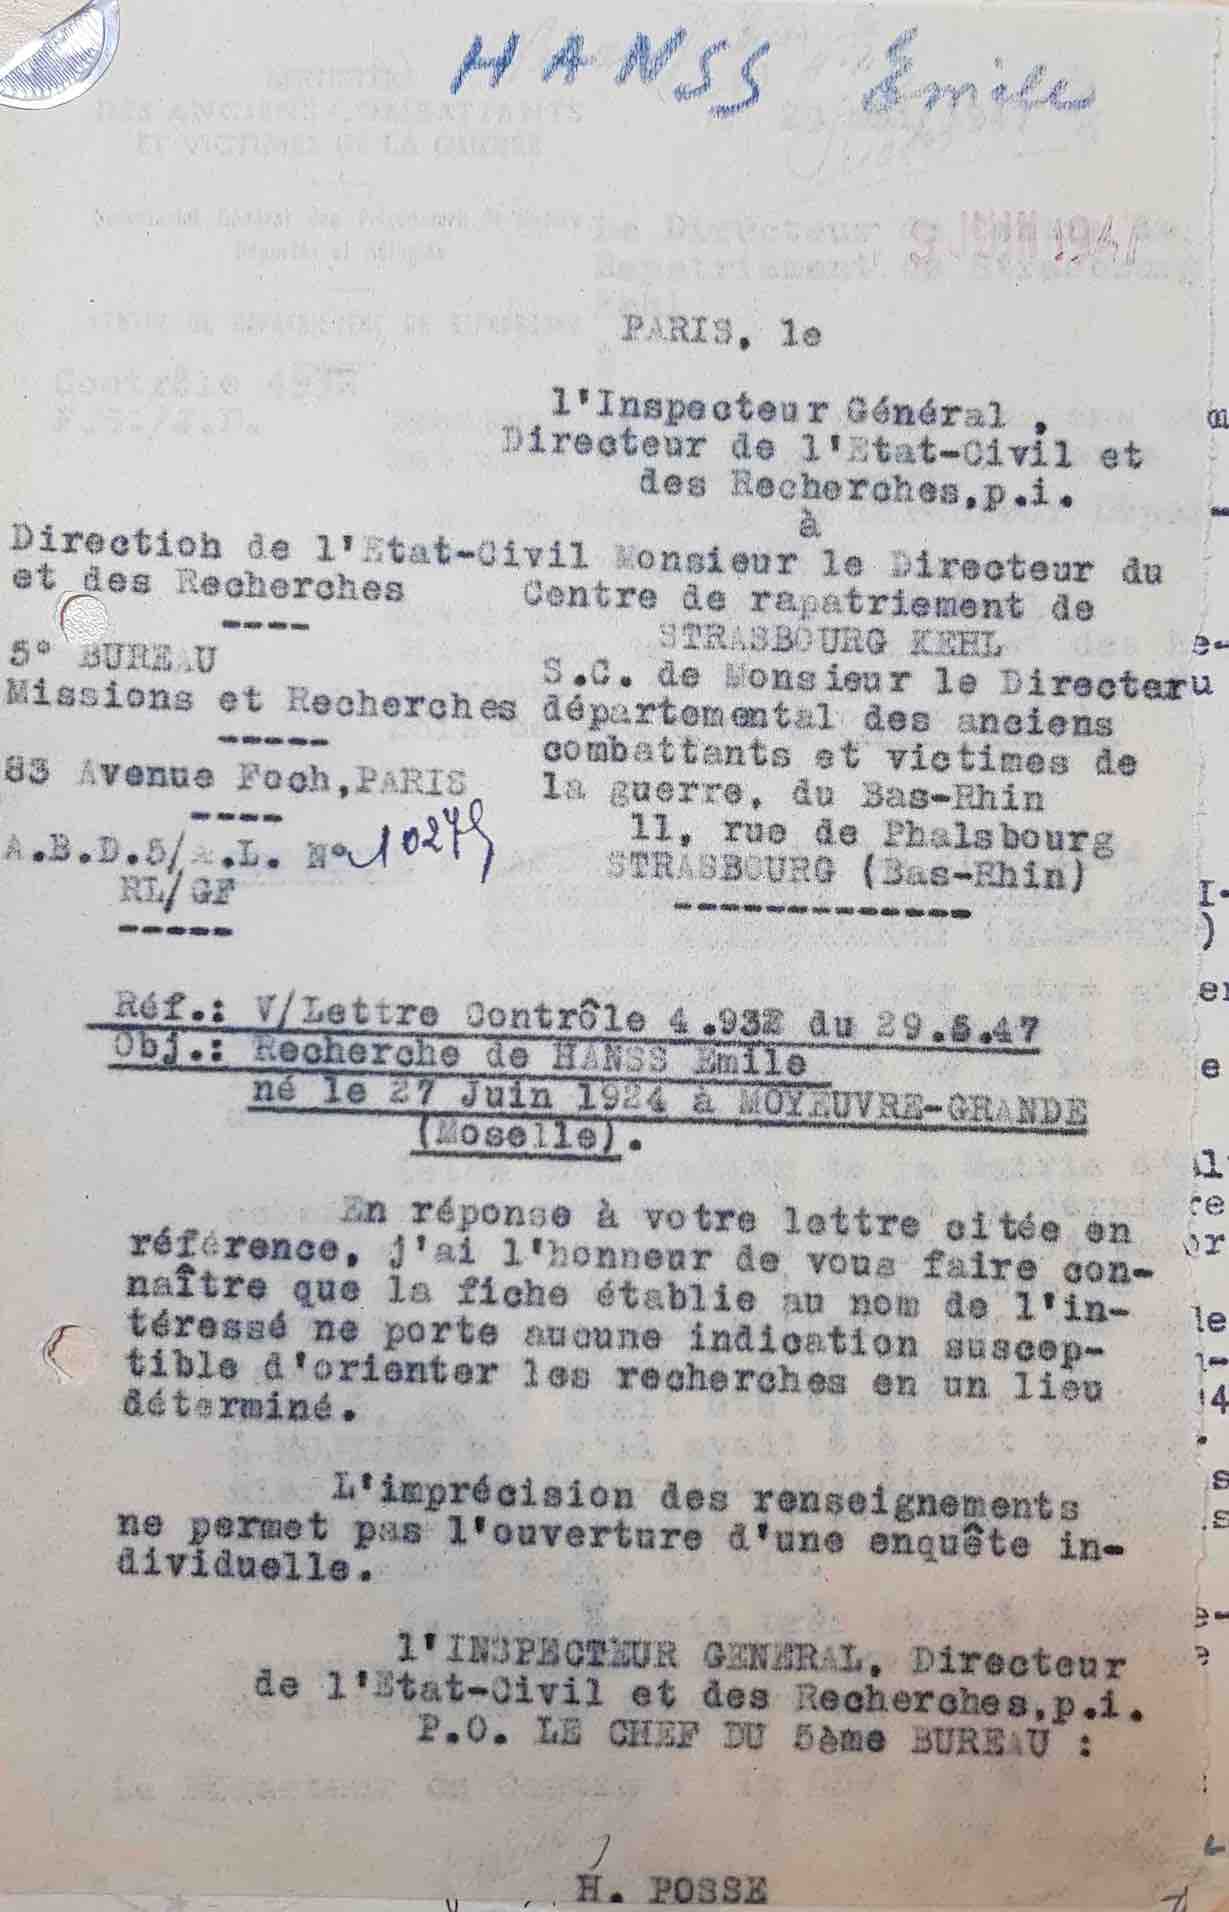 HANSS Emile
9 JUIN 1947
PARIS, le
l'Inspecteur Général,
Directeur de l'Etat-Civil et
des Recherches,p.i.
à
Direction de l'Etat-Civil
et des Recherches
-----
5° BUREAU
Missions et Recherches
-----
83 Avenue Foch,PARIS
-----
A.B.D.5/ .L. N° 10275
RL/GF
-----
Monsieur le Directeur du
Centre de rapatriement de
STRASBOURG KEHL
S.C. de Monsieur le Directeru
départemental des anciens
combattants et victimes de
la guerre, du Bas-Rhin
11, rue de Phalsbourg
STRASBOURG (Bas-Rhin)
-------------
Réf.: V/Lettre Contrôle 4.932 du 29.5.47
Obj.: Recherche de HANSS Emile
né le 27 Juin 1924 à MOYEUVRE-GRANDE
(Moselle).
En réponse à votre lettre citée en
référence, j'ai l'honneur de vous faire con-
naître que la fiche établie au nom de l'in-
téressé ne porte aucune indication suscep-
tible d'orienter les recherches en un lieu
déterminé.
L'imprécision des renseignements
ne permet pas l'ouverture d'une enquête in-
dividuelle.
l'INSPECTEUR GENERAL, Directeur
de l'Etat-Civil et des Recherches,p.i.
P.O. LE CHEF DU 5ème BUREAU :
H. POSSE